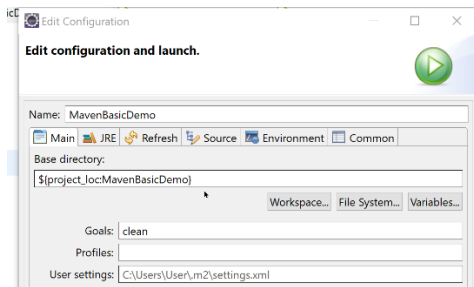 Edit Configuration
Edit configuration and launch.
Name: MavenBasicDemo
Main JRE Refresh Source Environment Common
Base directory:
${project_loc:MavenBasicDemo}
Workspace... File System... Variables...
Goals: clean
Profiles:
User settings: C:\Users\User\.m2\settings.xml